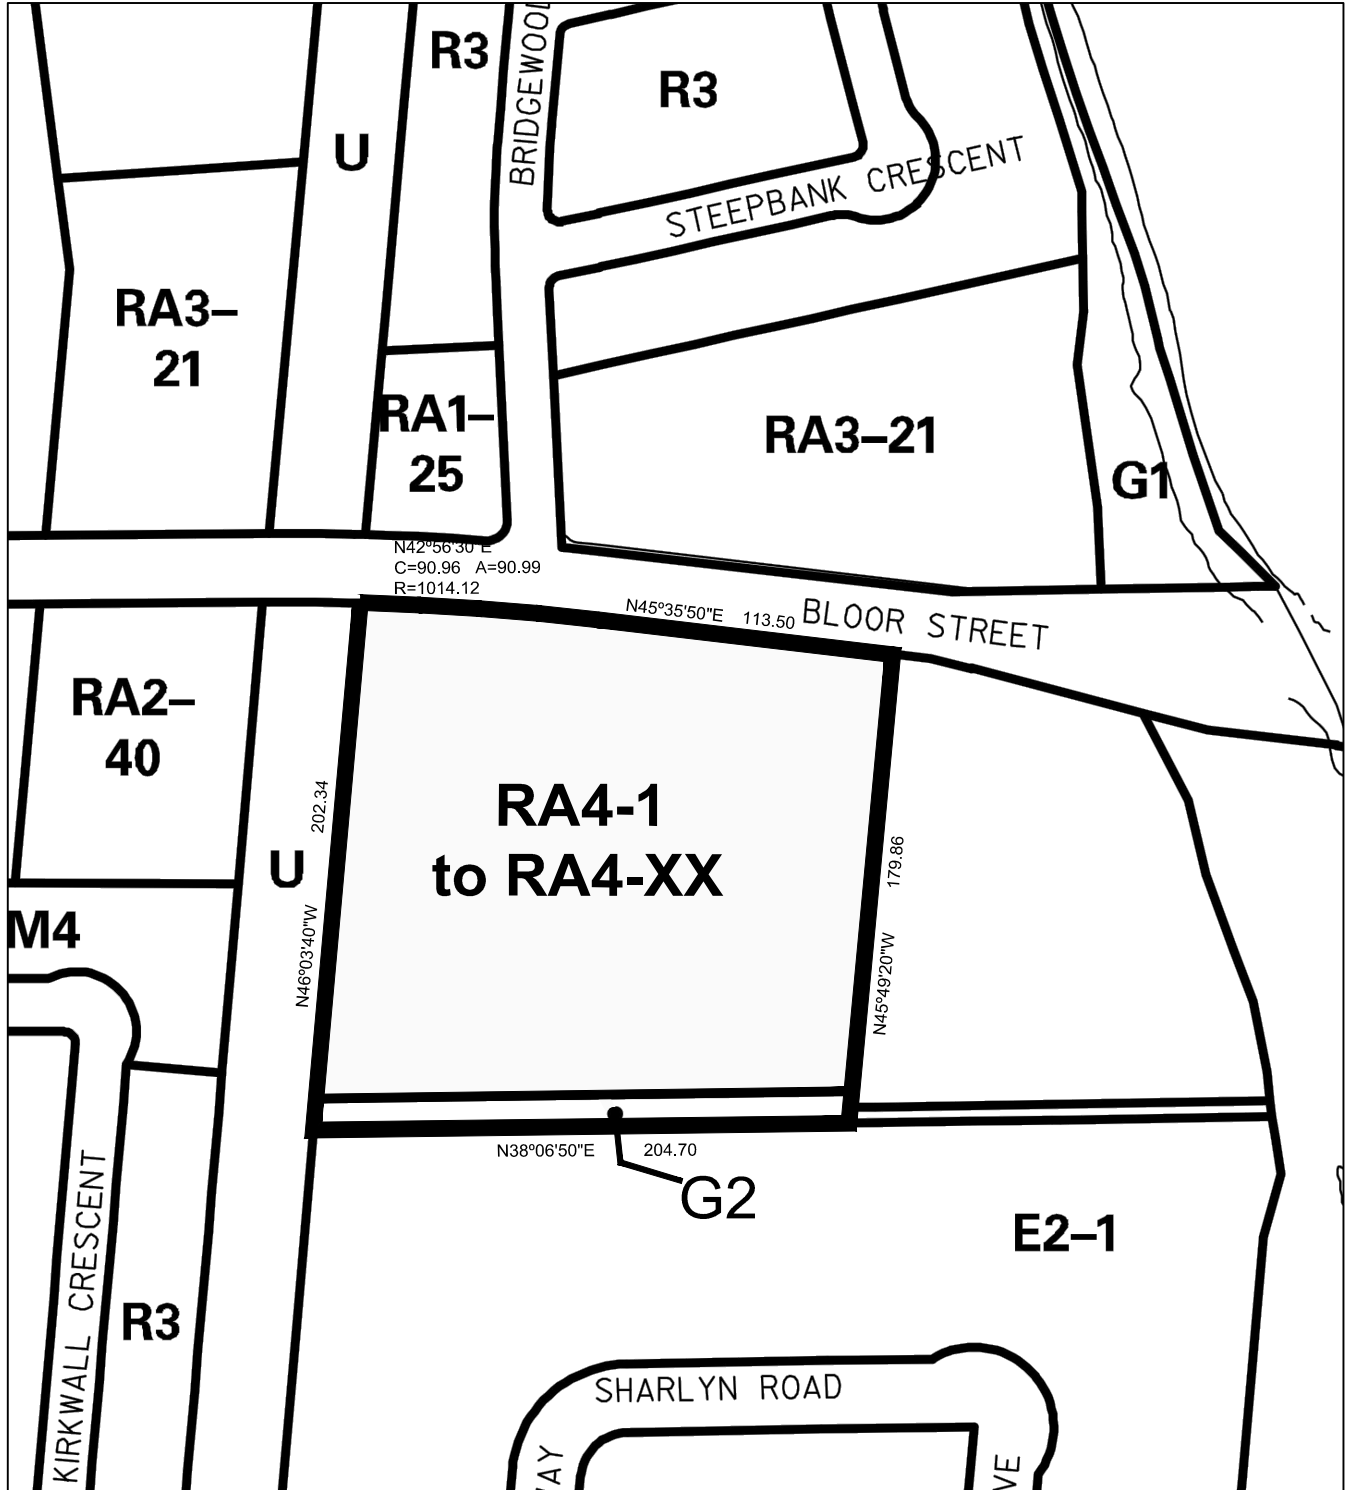 R3
BRIDGEWOOD
R3
U
STEEPBANK CRESCENT
RA3–
21
RA1–
25
RA3–21
G1
N42º56'30"E
C=90.96 A=90.99
R=1014.12
N45º35'50"E 113.50
BLOOR STREET
RA2–
40
202.34
N46º03'40"W
U
RA4-1
to RA4-XX
179.86
N45º49'20"W
M4
N38º06'50"E 204.70
G2
E2–1
KIRKWALL CRESCENT
R3
SHARLYN ROAD
WAY
VE